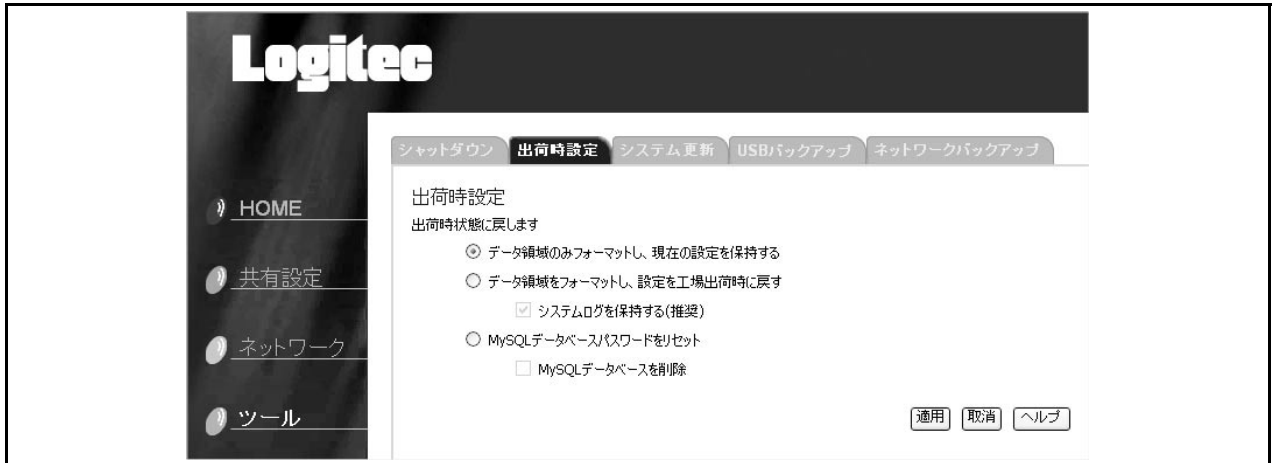 Logitec
シャットダウン 出荷時設定 システム更新 USBバックアップ ネットワークバックアップ
HOME
共有設定
ネットワーク
ツール
出荷時設定
出荷時状態に戻します
データ領域のみフォーマットし、現在の設定を保持する
データ領域をフォーマットし、設定を工場出荷時に戻す
システムログを保持する(推奨)
MySQLデータベースパスワードをリセット
MySQLデータベースを削除
適用 取消 ヘルプ